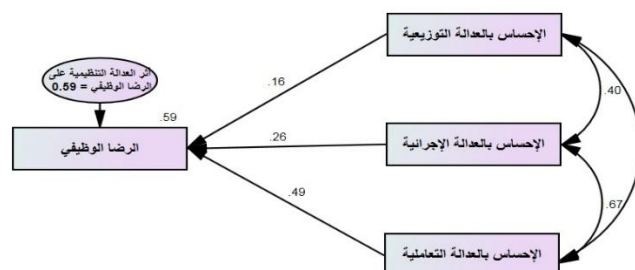 الإحساس بالعدالة التوزيعية
أثر العدالة التنظيمية على
الرضا الوظيفي = 0.59
.16
.40
.59
الرضا الوظيفي
.26
الإحساس بالعدالة الإجرائية
.49
.67
الإحساس بالعدالة التعاملية